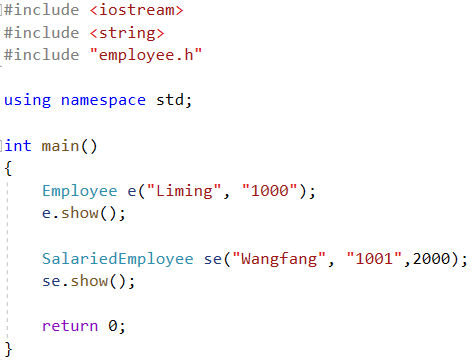 #include <iostream>
#include <string>
#include "employee.h"

using namespace std;

int main()
{
    Employee e("Liming", "1000");
    e.show();

    SalariedEmployee se("Wangfang", "1001",2000);
    se.show();

    return 0;
}